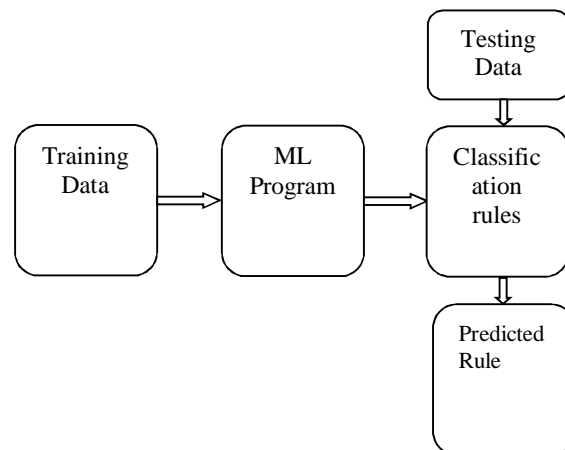 Testing
Data
Training
Data
ML
Program
Classific
ation
rules
Predicted
Rule